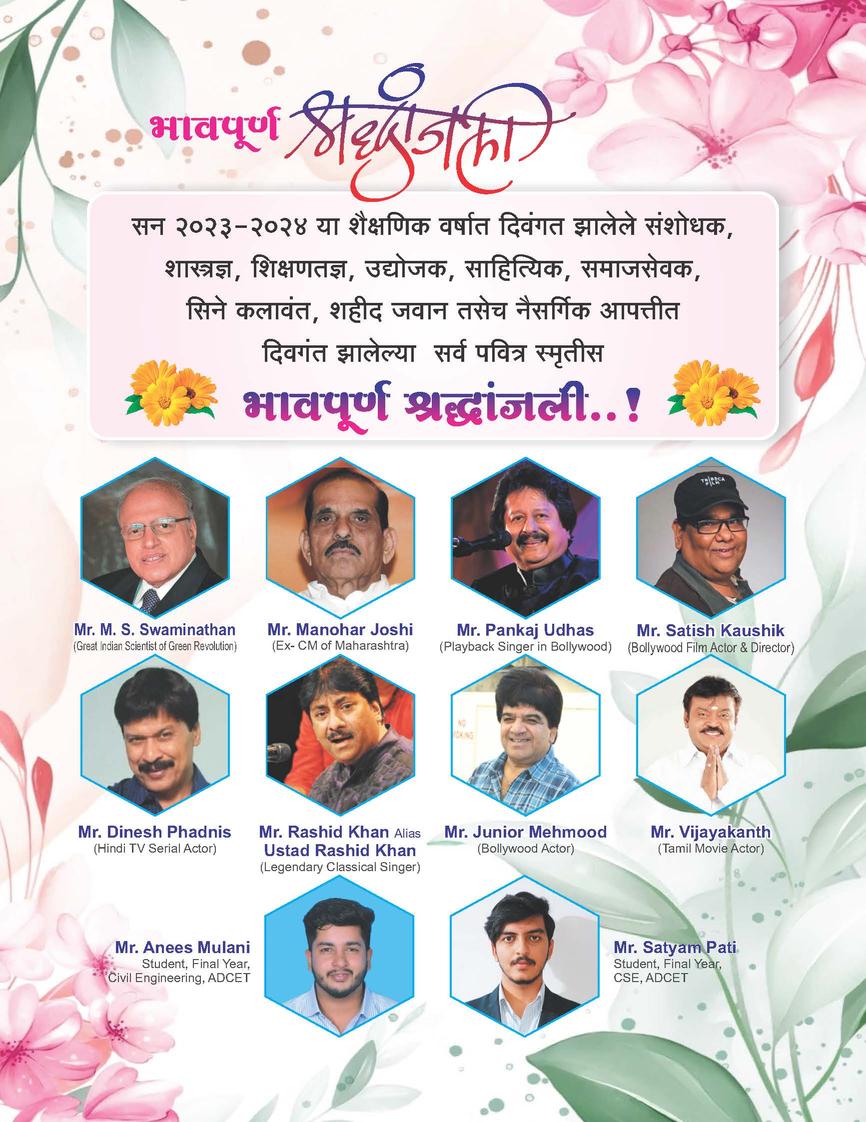 भावपूर्ण श्रद्धांजली
सन २०२३-२०२४ या शैक्षणिक वर्षात दिवंगत झालेले संशोधक,
शास्त्रज्ञ, शिक्षणतज्ञ, उद्योजक, साहित्यिक, समाजसेवक,
सिने कलावंत, शहीद जवान तसेच नैसर्गिक आपत्तीत
दिवगंत झालेल्या सर्व पवित्र स्मृतीस
भावपूर्ण श्रद्धांजली..!
TRIBECA
FILM
Mr. M. S. Swaminathan
(Great Indian Scientist of Green Revolution)
Mr. Manohar Joshi
(Ex- CM of Maharashtra)
Mr. Pankaj Udhas
(Playback Singer in Bollywood)
Mr. Satish Kaushik
(Bollywood Film Actor & Director)
NO
Mr. Dinesh Phadnis
(Hindi TV Serial Actor)
Mr. Rashid Khan Alias
Ustad Rashid Khan
(Legendary Classical Singer)
Mr. Junior Mehmood
(Bollywood Actor)
Mr. Vijayakanth
(Tamil Movie Actor)
Mr. Anees Mulani
Student, Final Year,
Civil Engineering, ADCET
Mr. Satyam Pati
Student, Final Year,
CSE, ADCET